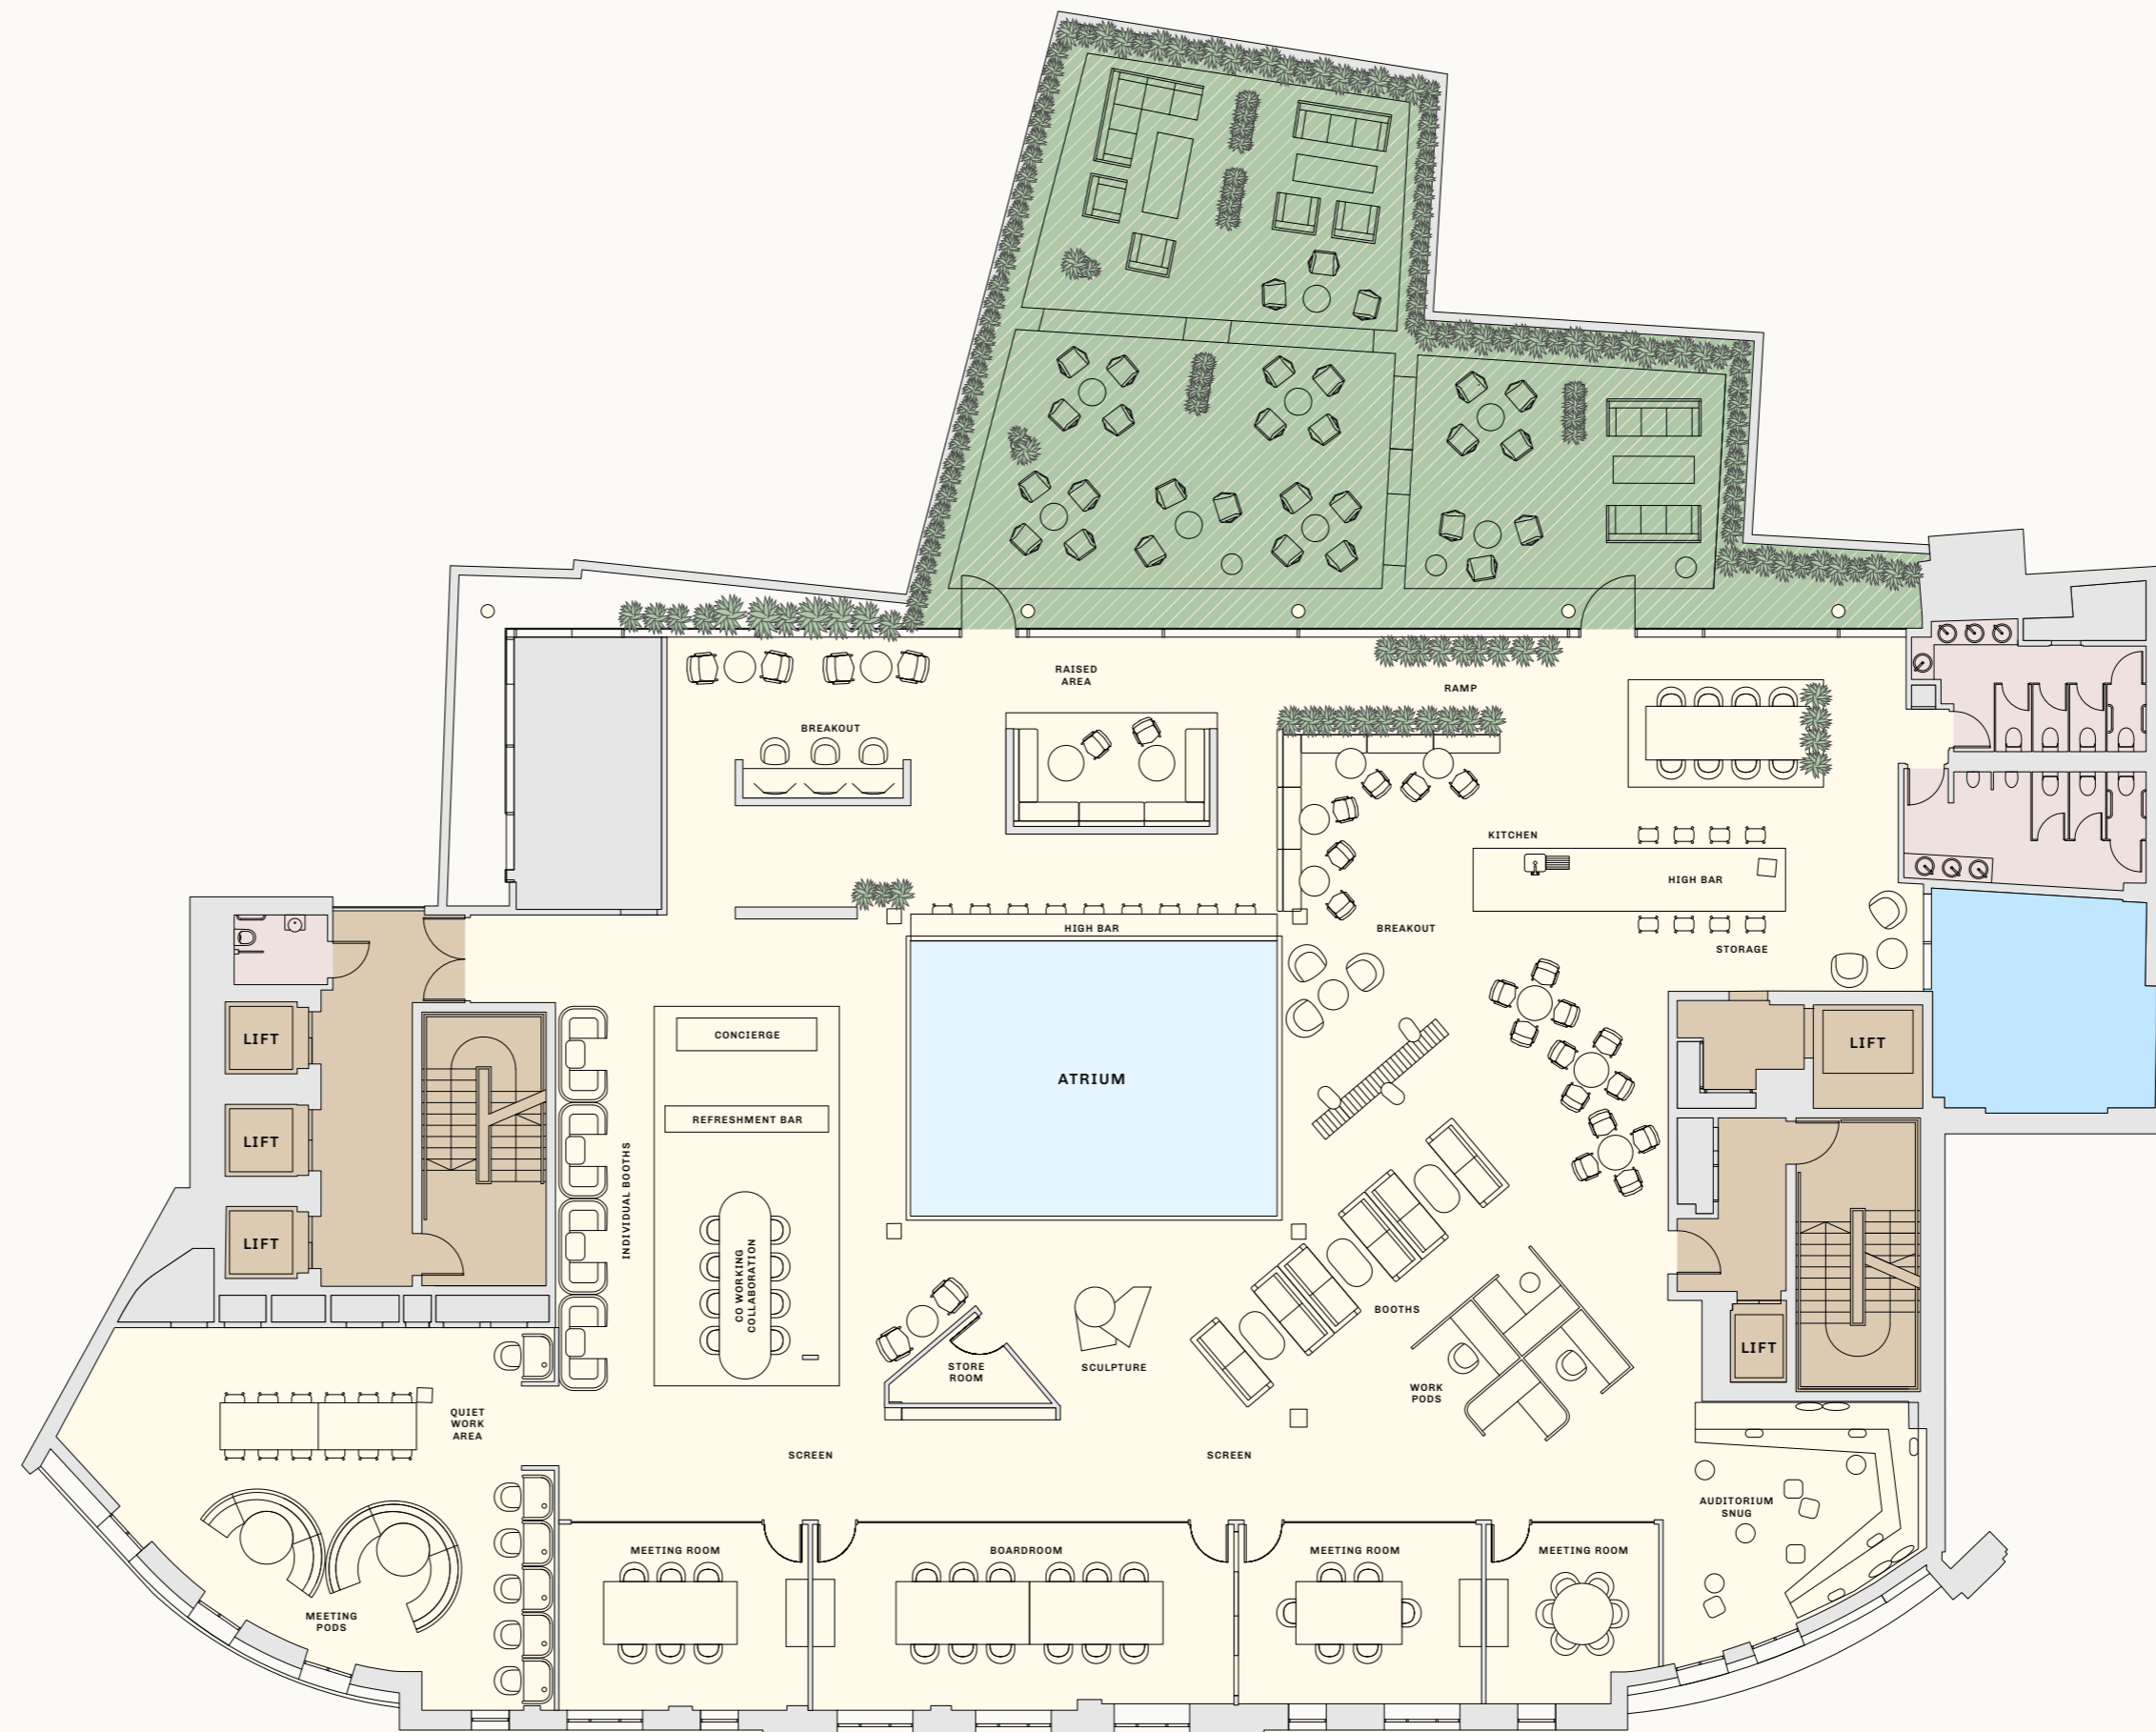 RAISED
AREA
RAMP
BREAKOUT
KITCHEN
HIGH BAR
HIGH BAR
BREAKOUT
STORAGE
CONCIERGE
LIFT
LIFT
ATRIUM
REFRESHMENT BAR
LIFT
INDIVIDUAL BOOTHS
LIFT
CO WORKING
COLLABORATION
BOOTHS
LIFT
STORE
ROOM
SCULPTURE
WORK
PODS
QUIET
WORK
AREA
SCREEN
SCREEN
AUDITORIUM
SNUG
MEETING ROOM
BOARDROOM
MEETING ROOM
MEETING ROOM
MEETING
PODS